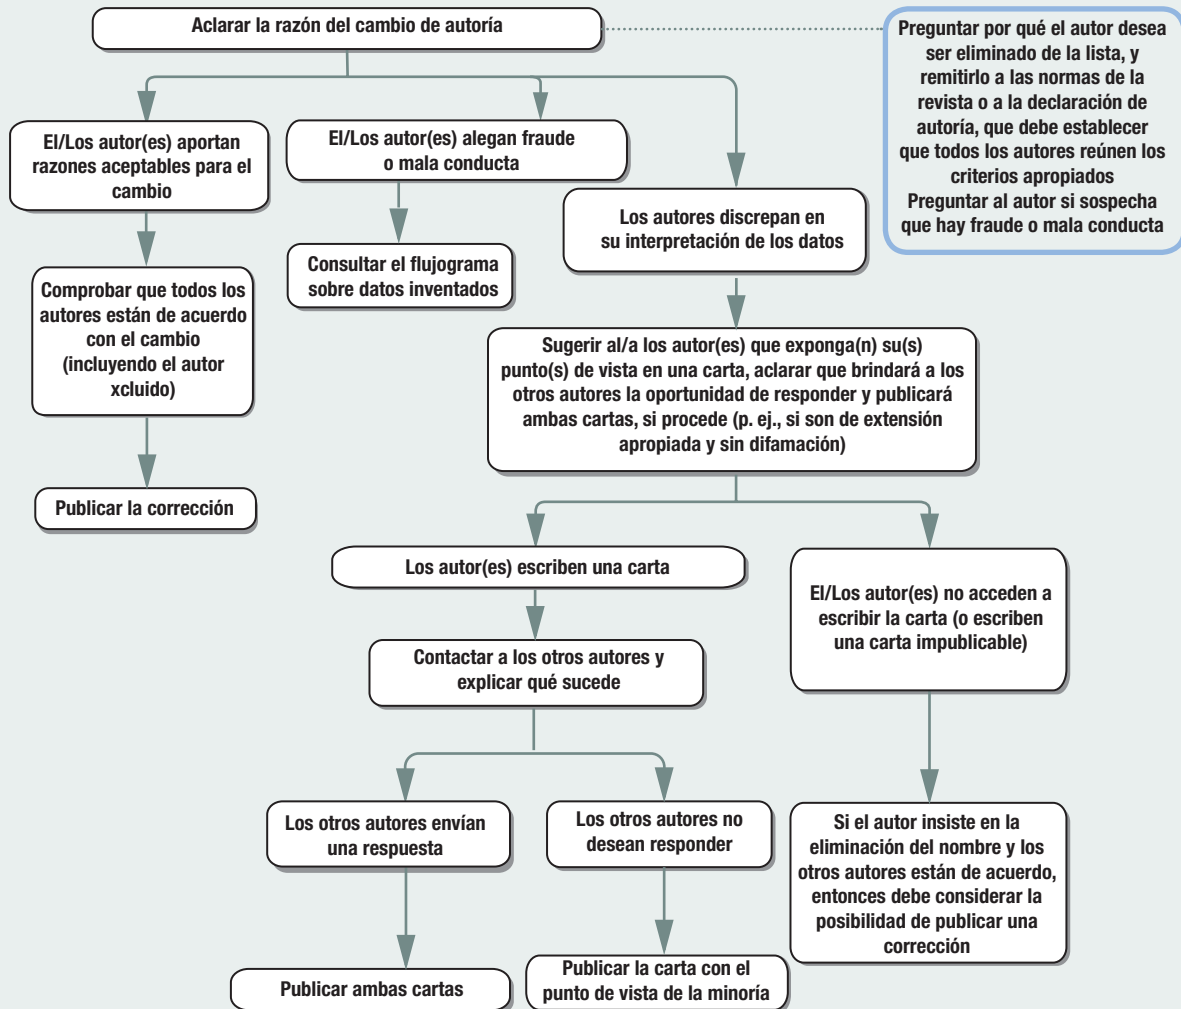 Aclarar la razón del cambio de autoría
Preguntar por qué el autor desea
ser eliminado de la lista, y
remitirlo a las normas de la
revista o a la declaración de
autoría, que debe establecer
que todos los autores reúnen los
criterios apropiados
Preguntar al autor si sospecha
que hay fraude o mala conducta
El/Los autor(es) aportan
razones aceptables para el
cambio
El/Los autor(es) alegan fraude
o mala conducta
Los autores discrepan en
su interpretación de los datos
Comprobar que todos los
autores están de acuerdo
con el cambio
(incluyendo el autor
xcluido)
Consultar el flujograma
sobre datos inventados
Sugerir al/a los autor(es) que exponga(n) su(s)
punto(s) de vista en una carta, aclarar que brindará a los
otros autores la oportunidad de responder y publicará
ambas cartas, si procede (p. ej., si son de extensión
apropiada y sin difamación)
Publicar la corrección
Los autor(es) escriben una carta
El/Los autor(es) no acceden a
escribir la carta (o escriben
una carta impublicable)
Contactar a los otros autores y
explicar qué sucede
Los otros autores envían
una respuesta
Los otros autores no
desean responder
Si el autor insiste en la
eliminación del nombre y los
otros autores están de acuerdo,
entonces debe considerar la
posibilidad de publicar una
corrección
Publicar ambas cartas
Publicar la carta con el
punto de vista de la minoría